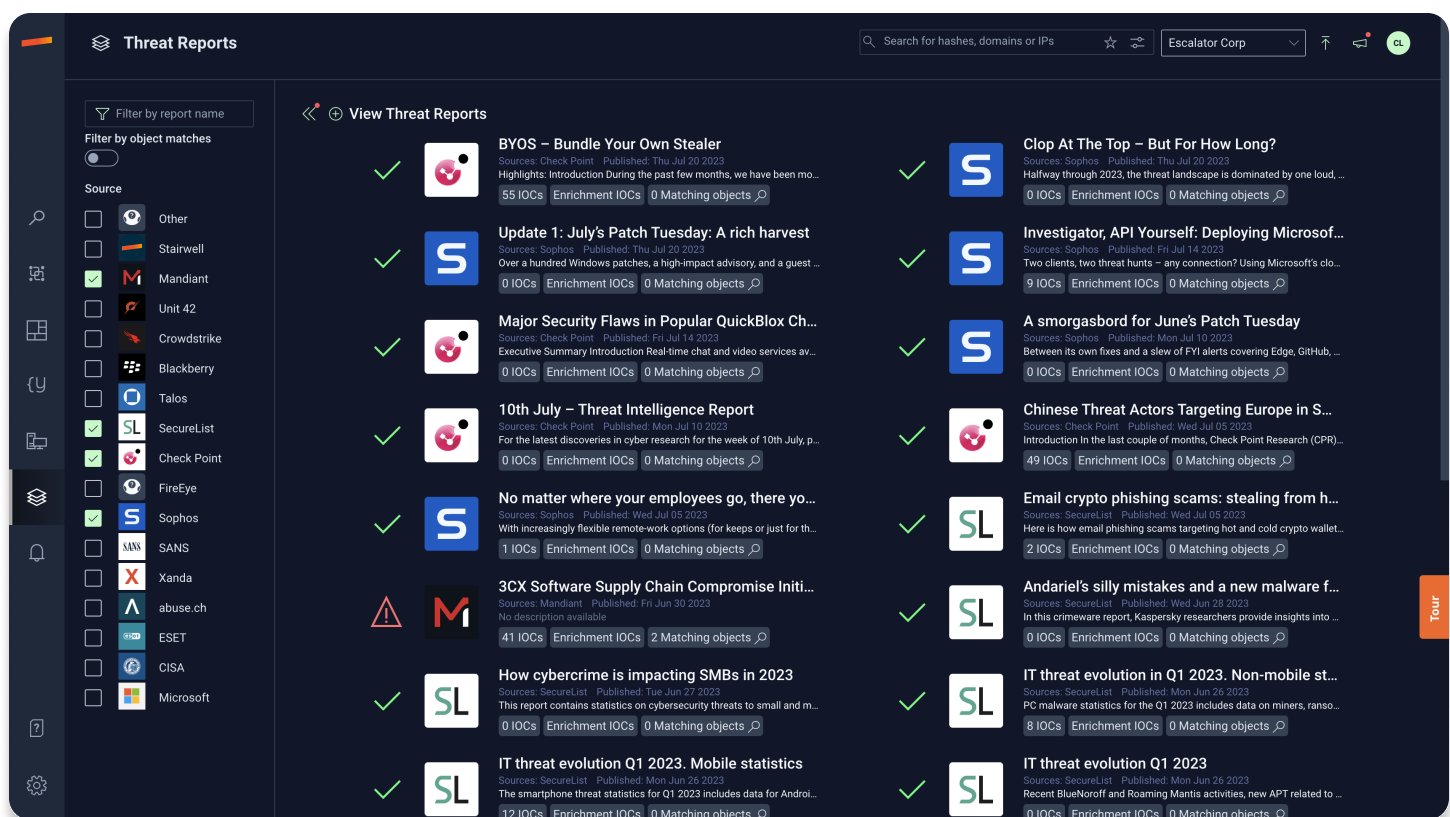 Threat Reports
Search for hashes, domains or IPs
Escalator Corp
CL
Filter by report name
Filter by object matches
Source
Other
Stairwell
Mandiant
Unit 42
Crowdstrike
Blackberry
Talos
SL SecureList
Check Point
FireEye
S Sophos
SANS SANS
X Xanda
abuse.ch
ESET ESET
CISA
Microsoft
View Threat Reports
BYOS – Bundle Your Own Stealer
Sources: Check Point Published: Thu Jul 20 2023
Highlights: Introduction During the past few months, we have been mo...
55 IOCs Enrichment IOCs 0 Matching objects
Clop At The Top – But For How Long?
Sources: Sophos Published: Thu Jul 20 2023
Halfway through 2023, the threat landscape is dominated by one loud, ...
0 IOCs Enrichment IOCs 0 Matching objects
S
Update 1: July’s Patch Tuesday: A rich harvest
Sources: Sophos Published: Thu Jul 20 2023
Over a hundred Windows patches, a high-impact advisory, and a guest ...
0 IOCs Enrichment IOCs 0 Matching objects
S
Investigator, API Yourself: Deploying Microsof...
Sources: Sophos Published: Fri Jul 14 2023
Two clients, two threat hunts – any connection? Using Microsoft’s clo...
9 IOCs Enrichment IOCs 0 Matching objects
S
Major Security Flaws in Popular QuickBlox Ch...
Sources: Check Point Published: Fri Jul 14 2023
Executive Summary Introduction Real-time chat and video services av...
0 IOCs Enrichment IOCs 0 Matching objects
A smorgasbord for June’s Patch Tuesday
Sources: Sophos Published: Mon Jul 10 2023
Between its own fixes and a slew of FYI alerts covering Edge, GitHub, ...
0 IOCs Enrichment IOCs 0 Matching objects
S
10th July – Threat Intelligence Report
Sources: Check Point Published: Mon Jul 10 2023
For the latest discoveries in cyber research for the week of 10th July, p...
0 IOCs Enrichment IOCs 0 Matching objects
Chinese Threat Actors Targeting Europe in S...
Sources: Check Point Published: Wed Jul 05 2023
Introduction In the last couple of months, Check Point Research (CPR)...
49 IOCs Enrichment IOCs 0 Matching objects
No matter where your employees go, there yo...
Sources: Sophos Published: Wed Jul 05 2023
With increasingly flexible remote-work options (for keeps or just for th...
1 IOCs Enrichment IOCs 0 Matching objects
S
Email crypto phishing scams: stealing from h...
Sources: SecureList Published: Wed Jul 05 2023
Here is how email phishing scams targeting hot and cold crypto wallet...
2 IOCs Enrichment IOCs 0 Matching objects
SL
3CX Software Supply Chain Compromise Initi...
Sources: Mandiant Published: Fri Jun 30 2023
No description available
41 IOCs Enrichment IOCs 2 Matching objects
Andariel’s silly mistakes and a new malware f...
Sources: SecureList Published: Wed Jun 28 2023
In this crimeware report, Kaspersky researchers provide insights into ...
0 IOCs Enrichment IOCs 0 Matching objects
SL
How cybercrime is impacting SMBs in 2023
Sources: SecureList Published: Tue Jun 27 2023
This report contains statistics on cybersecurity threats to small and m...
0 IOCs Enrichment IOCs 0 Matching objects
SL
IT threat evolution in Q1 2023. Non-mobile st...
Sources: SecureList Published: Mon Jun 26 2023
PC malware statistics for the Q1 2023 includes data on miners, ranso...
8 IOCs Enrichment IOCs 0 Matching objects
SL
IT threat evolution Q1 2023. Mobile statistics
Sources: SecureList Published: Mon Jun 26 2023
The smartphone threat statistics for Q1 2023 includes data for Androi...
12 IOCs Enrichment IOCs 0 Matching objects
SL
IT threat evolution Q1 2023
Sources: SecureList Published: Mon Jun 26 2023
Recent BlueNoroff and Roaming Mantis activities, new APT related to ...
0 IOCs Enrichment IOCs 0 Matching objects
SL
Tour